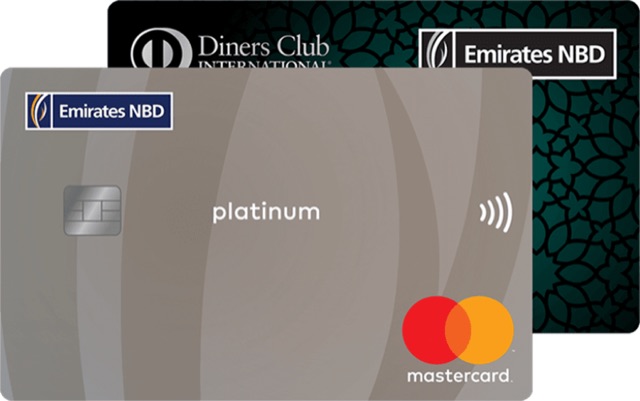 Diners Club
INTERNATIONAL®
Emirates NBD
Emirates NBD
platinum
mastercard.